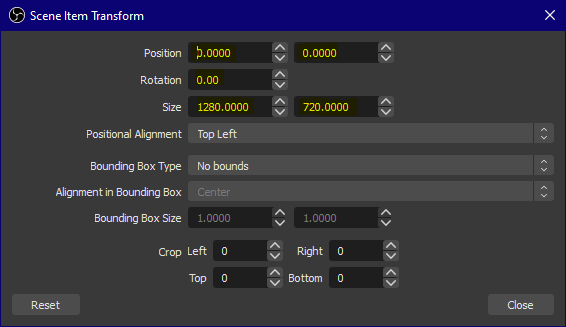 Scene Item Transform
Position 0.0000 0.0000
Rotation 0.00
Size 1280.0000 720.0000
Positional Alignment Top Left
Bounding Box Type No bounds
Alignment in Bounding Box Center
Bounding Box Size 1.0000 1.0000
Crop Left 0 Right 0
Top 0 Bottom 0
Reset Close